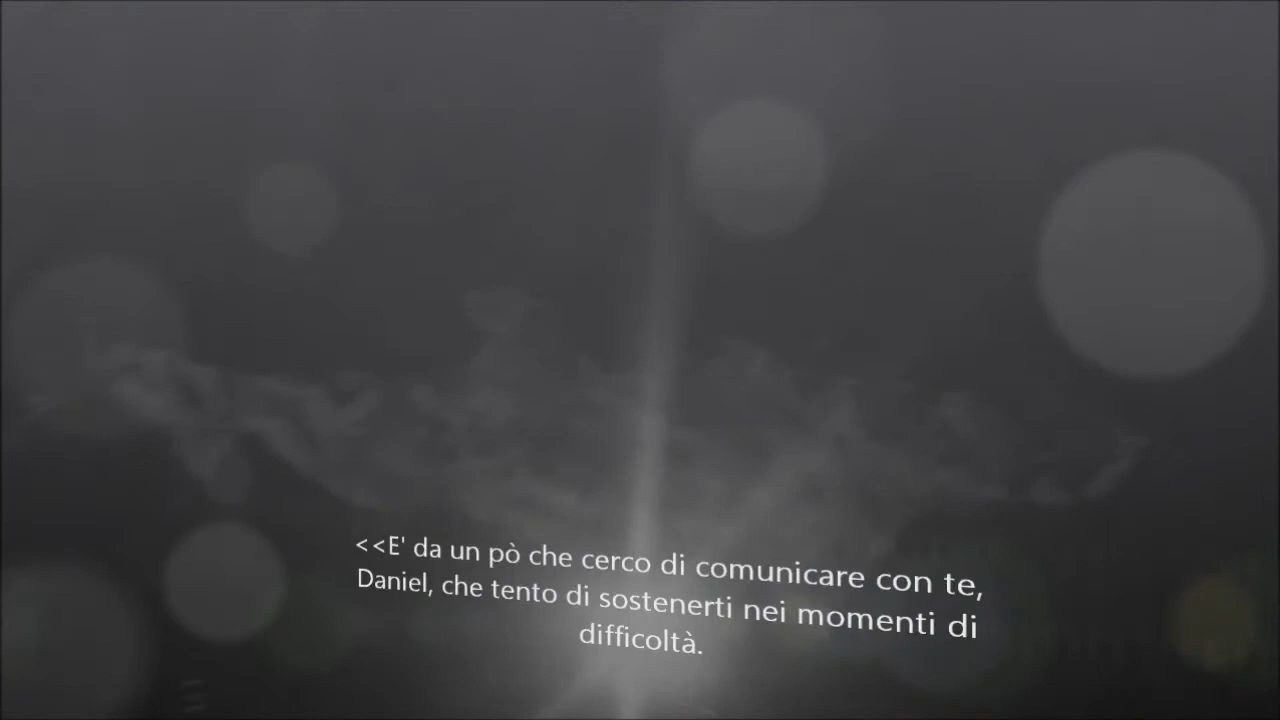 <<E' da un pò che cerco di comunicare con te,
Daniel, che tento di sostenerti nei momenti di
difficoltà.